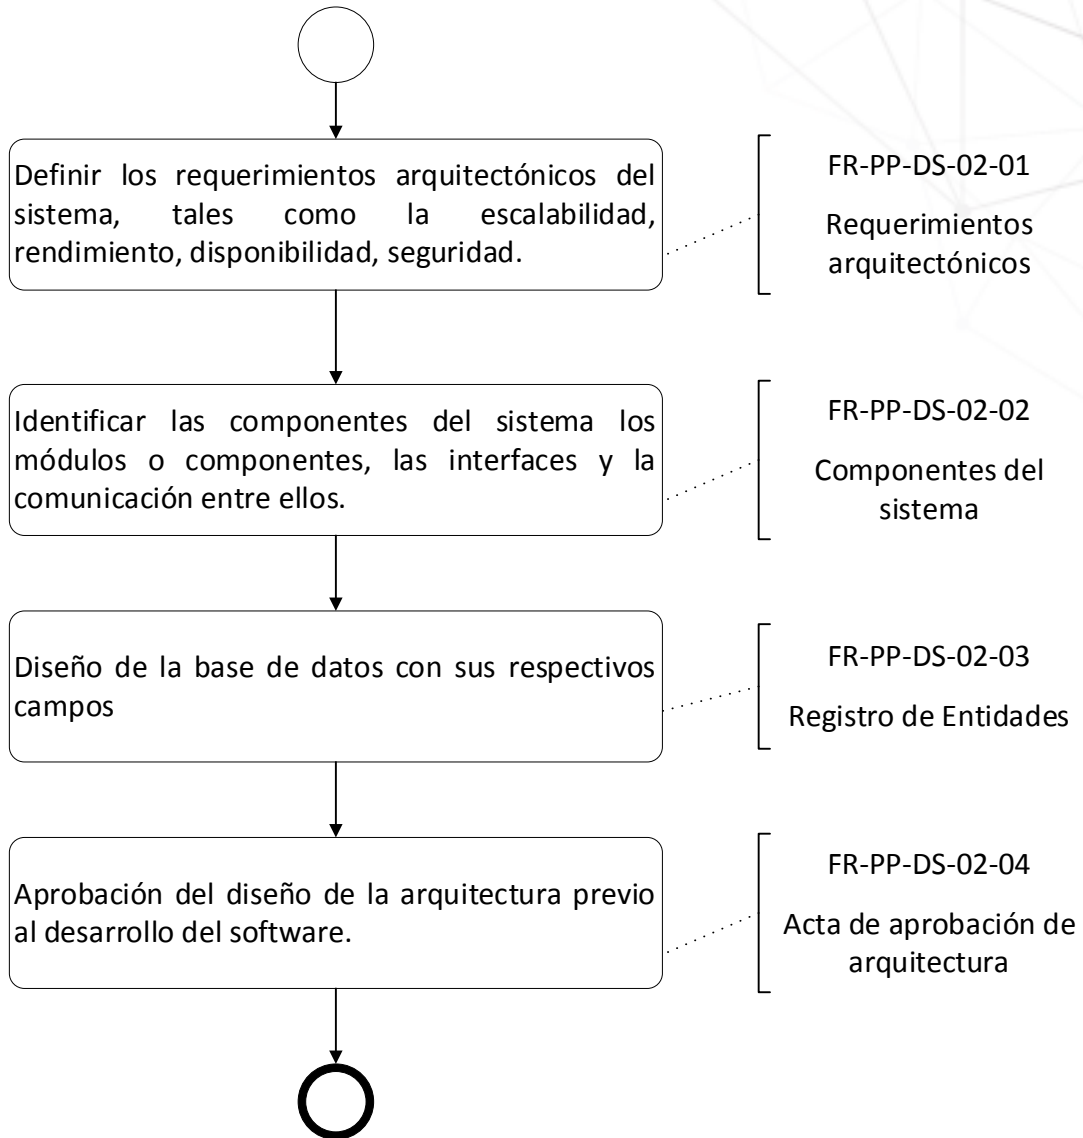 Definir los requerimientos arquitectónicos del
sistema, tales como la escalabilidad,
rendimiento, disponibilidad, seguridad.
FR-PP-DS-02-01
Requerimientos
arquitectónicos
Identificar las componentes del sistema los
módulos o componentes, las interfaces y la
comunicación entre ellos.
FR-PP-DS-02-02
Componentes del
sistema
Diseño de la base de datos con sus respectivos
campos
FR-PP-DS-02-03
Registro de Entidades
Aprobación del diseño de la arquitectura previo
al desarrollo del software.
FR-PP-DS-02-04
Acta de aprobación de
arquitectura